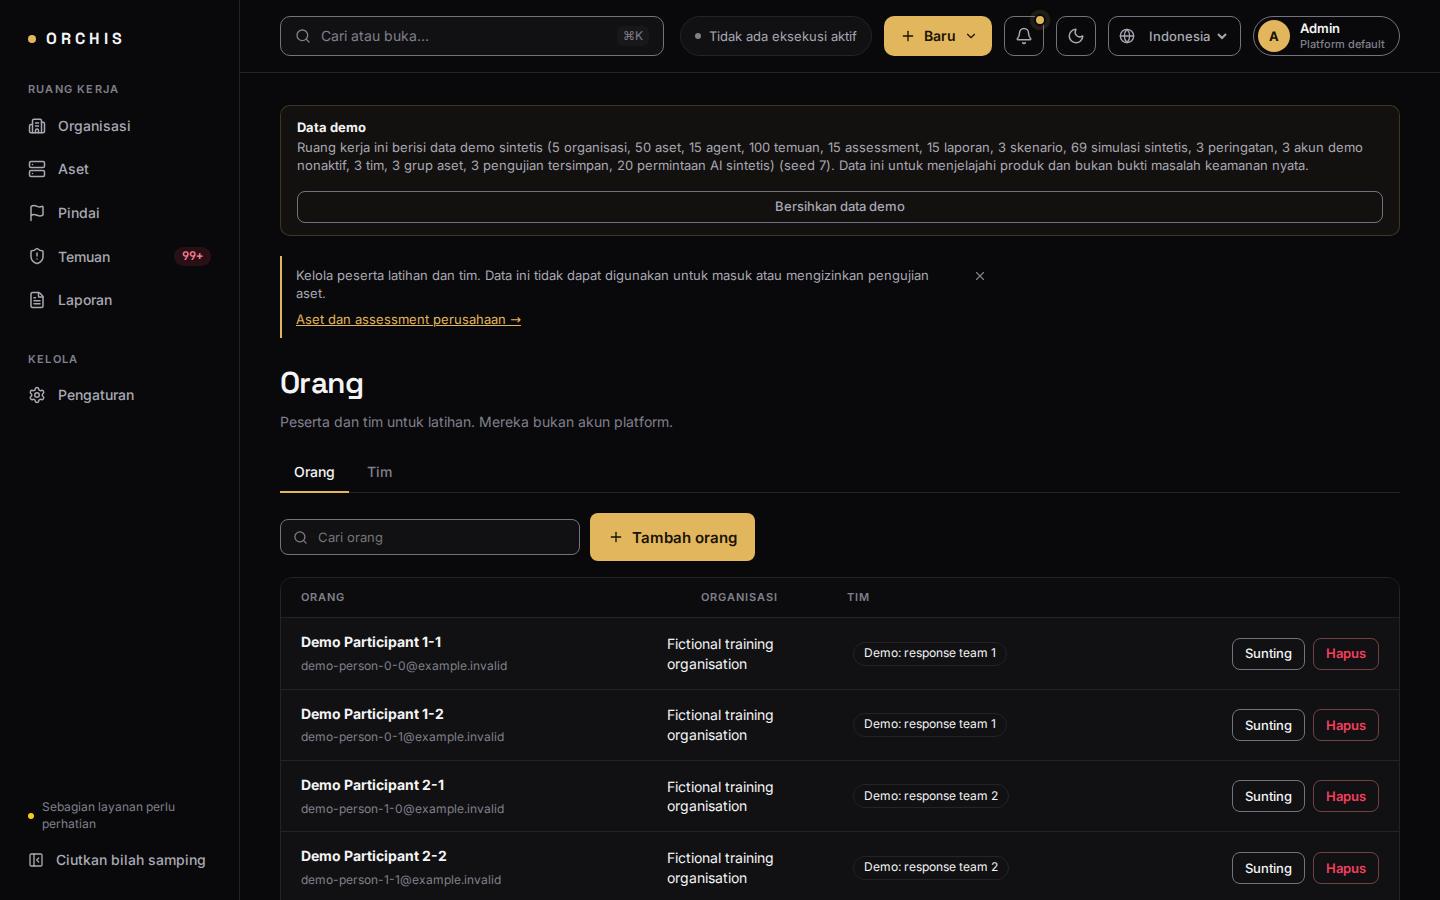 ORCHIS
RUANG KERJA
Organisasi
Aset
Pindai
Temuan
99+
Laporan
KELOLA
Pengaturan
Sebagian layanan perlu
perhatian
Ciutkan bilah samping
Cari atau buka...
⌘K
Tidak ada eksekusi aktif
Baru
Indonesia
A
Admin
Platform default
Data demo
Ruang kerja ini berisi data demo sintetis (5 organisasi, 50 aset, 15 agent, 100 temuan, 15 assessment, 15 laporan, 3 skenario, 69 simulasi sintetis, 3 peringatan, 3 akun demo
nonaktif, 3 tim, 3 grup aset, 3 pengujian tersimpan, 20 permintaan AI sintetis) (seed 7). Data ini untuk menjelajahi produk dan bukan bukti masalah keamanan nyata.
Bersihkan data demo
Kelola peserta latihan dan tim. Data ini tidak dapat digunakan untuk masuk atau mengizinkan pengujian
aset.
Aset dan assessment perusahaan →
Orang
Peserta dan tim untuk latihan. Mereka bukan akun platform.
Orang
Tim
Cari orang
Tambah orang
ORANG
ORGANISASI
TIM
Demo Participant 1-1
demo-person-0-0@example.invalid
Fictional training
organisation
Demo: response team 1
Sunting
Hapus
Demo Participant 1-2
demo-person-0-1@example.invalid
Fictional training
organisation
Demo: response team 1
Sunting
Hapus
Demo Participant 2-1
demo-person-1-0@example.invalid
Fictional training
organisation
Demo: response team 2
Sunting
Hapus
Demo Participant 2-2
demo-person-1-1@example.invalid
Fictional training
organisation
Demo: response team 2
Sunting
Hapus